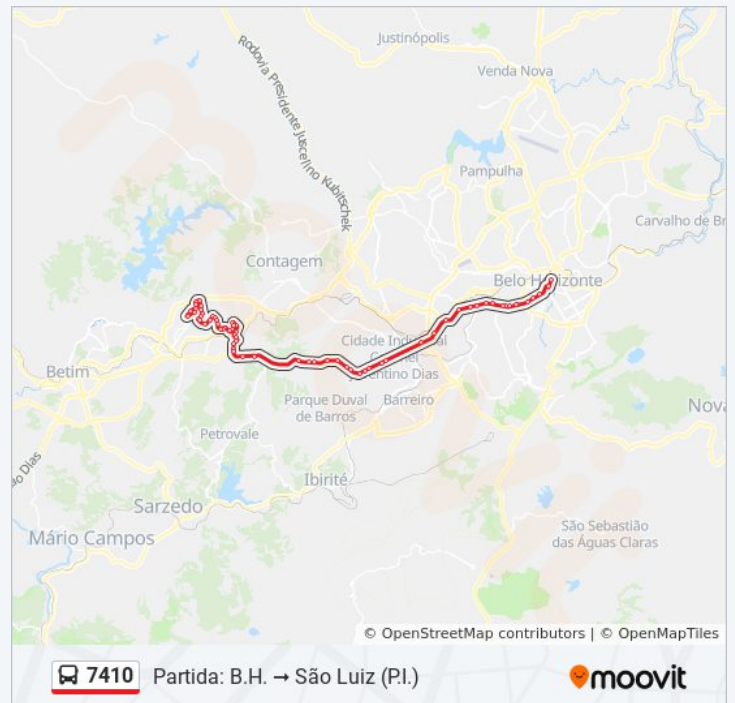 Justinópolis
Venda Nova
Rodovia Presidente Juscelino Kubitschek
Pampulha
Carvalho de Br
Contagem
Belo Horizonte
Cidade Industrial
Coronel
Juventino Dias
Betim
Parque Duval
de Barros
Barreiro
Nova
Petrovale
Dias
Ibirité
Sarzedo
Mário Campos
São Sebastião
das Águas Claras
© OpenStreetMap contributors | © OpenMapTiles
7410 Partida: B.H. → São Luiz (P.I.)
moovit